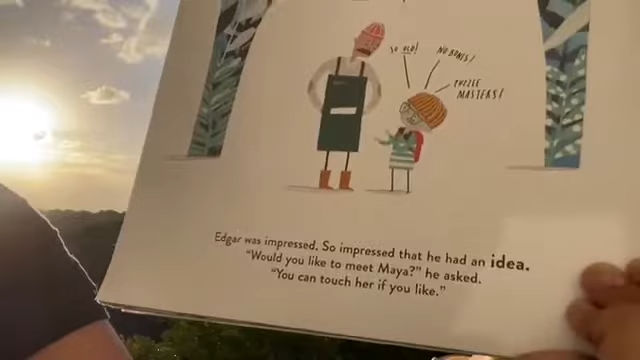 SO OLD!
NO BONES!
PUZZLE
MASTERS!
Edgar was impressed. So impressed that he had an idea.
"Would you like to meet Maya?" he asked.
"You can touch her if you like."